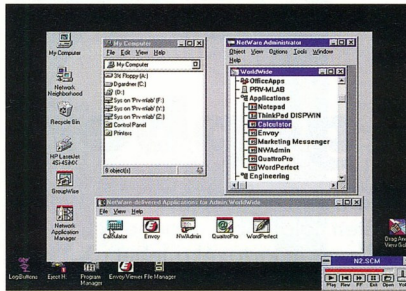 My Computer
Network
Neighborhood
Recycle Bin
HP LaserJet
4Si-4SiMX
GroupWise
Network
Application
Manager
LogButtons
Eject H:
Program
Manager
Envoy Viewer
File Manager
My Computer
File Edit View Help
My Computer
3½ Floppy (A:)
Dgardner (C:)
(D:)
Sys on 'Prv-mlab' (F:)
Sys on 'Prv-mlab' (Y:)
Sys on 'Prv-mlab' (Z:)
Control Panel
Printers
8 object(s)
NetWare Administrator
Object View Options Tools Window
Help
WorldWide
OfficeApps
PRV-MLAB
Applications
Notepad
ThinkPad DISPWIN
Calculator
Envoy
Marketing Messenger
NWAdmin
QuattroPro
WordPerfect
Engineering
NetWare-delivered Applications for Admin.WorldWide
File View Help
Calculator
Envoy
NWAdmin
QuattroPro
WordPerfect
Drag And
View Gui
N2.SCM
Play Rew FF Exit Open Vol